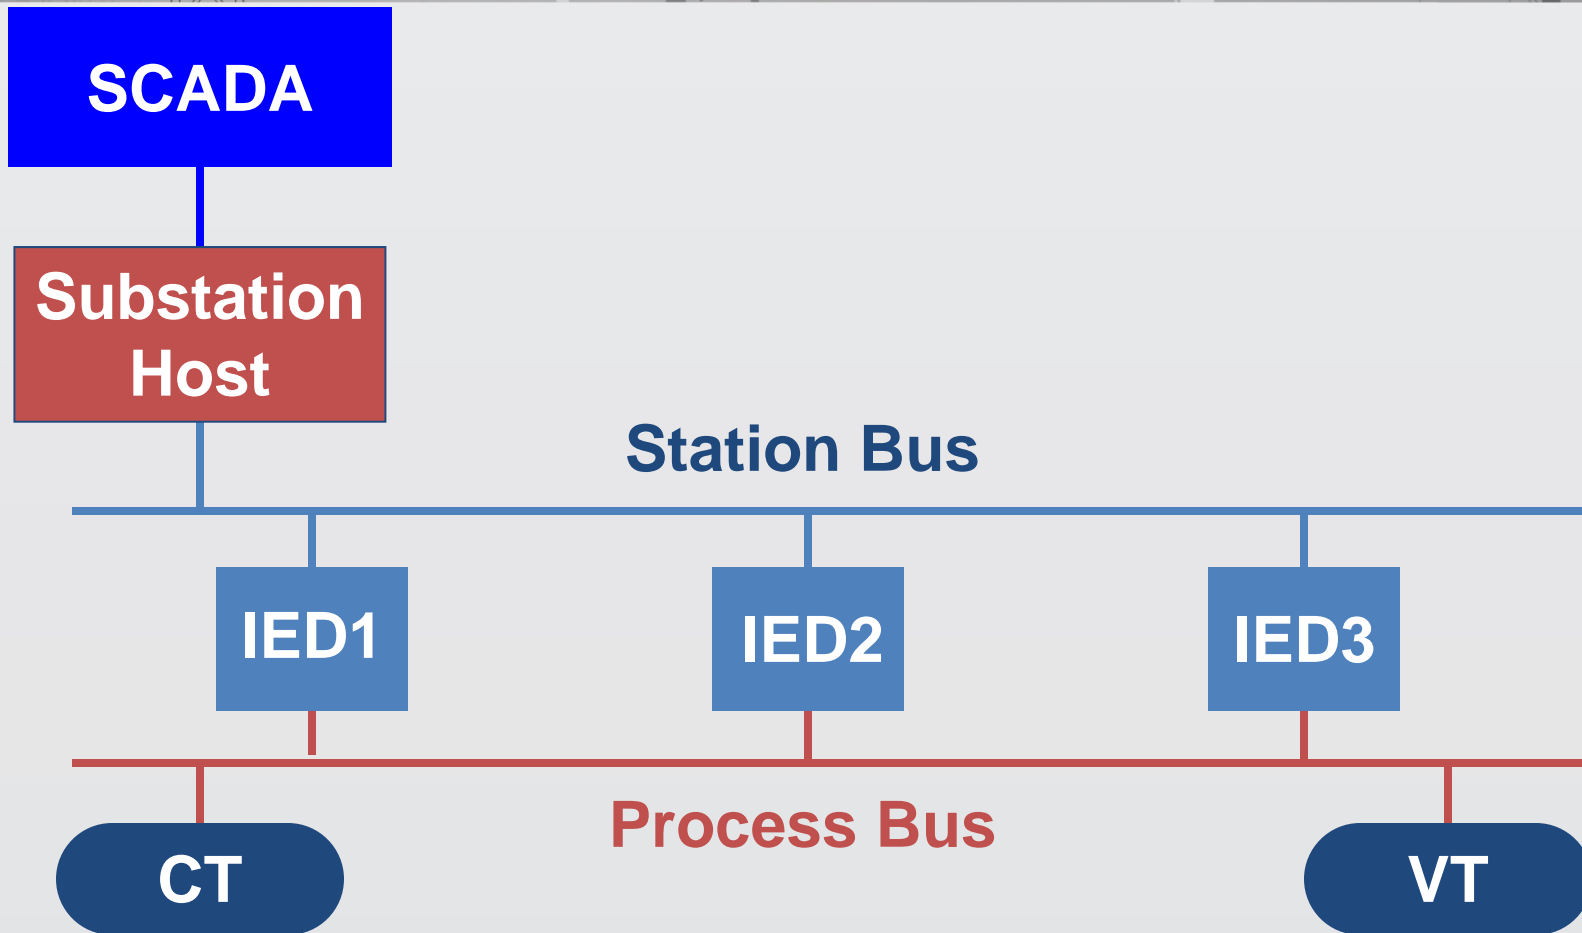 SCADA
Substation
Host
Station Bus
IED1
IED2
IED3
Process Bus
CT
VT